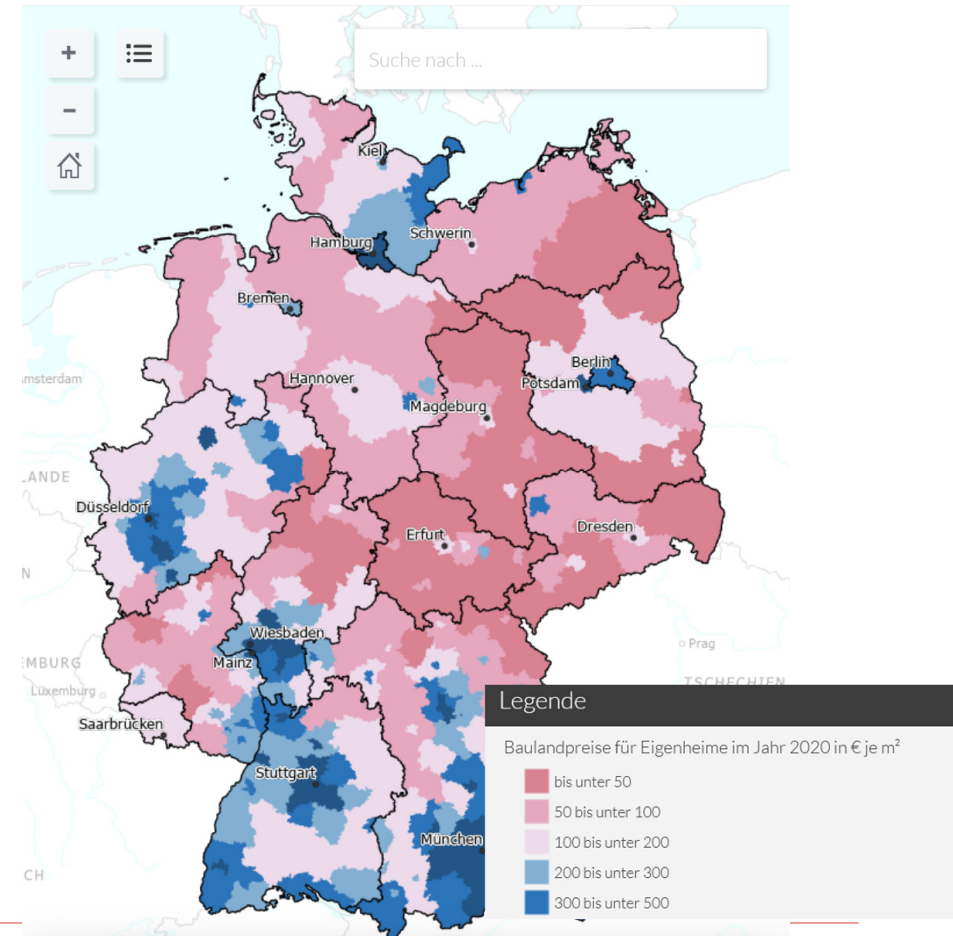 +
Suche nach ...
−
Kiel
Hamburg
Schwerin
Bremen
msterdam
Hannover
Berlin
Potsdam
Magdeburg
LANDE
Düsseldorf
Dresden
Erfurt
N
Wiesbaden
Prag
EMBURG
Mainz
TSCHECHIEN
Luxemburg
Legende
Saarbrücken
Baulandpreise für Eigenheime im Jahr 2020 in € je m²
Stuttgart
bis unter 50
50 bis unter 100
München
100 bis unter 200
CH
200 bis unter 300
300 bis unter 500